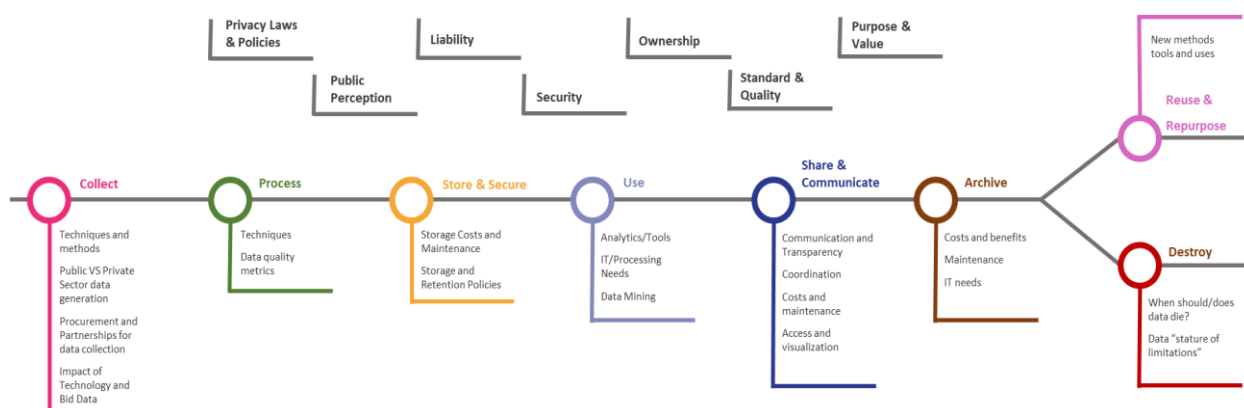 Privacy Laws
& Policies
Liability
Ownership
Purpose &
Value
Public
Perception
Security
Standard &
Quality
New methods
tools and uses
Reuse &
Repurpose
Collect
Techniques and
methods
Public VS Private
Sector data
generation
Procurement and
Partnerships for
data collection
Impact of
Technology and
Bid Data
Process
Techniques
Data quality
metrics
Store & Secure
Storage Costs and
Maintenance
Storage and
Retention Policies
Use
Analytics/Tools
IT/Processing
Needs
Data Mining
Share &
Communicate
Communication and
Transparency
Coordination
Costs and
maintenance
Access and
visualization
Archive
Costs and benefits
Maintenance
IT needs
Destroy
When should/does
data die?
Data “stature of
limitations”